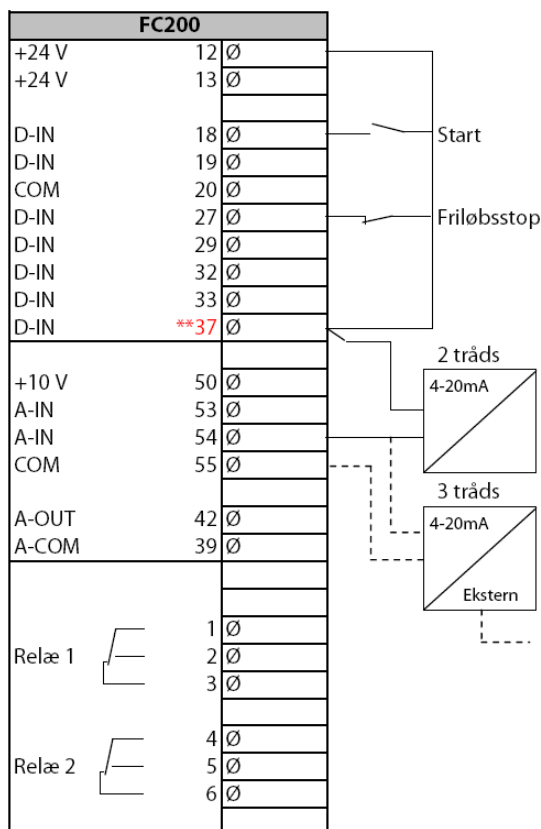 FC200
+24 V 12 Ø
+24 V 13 Ø
D-IN 18 Ø Start
D-IN 19 Ø
COM 20 Ø
D-IN 27 Ø Friløbsstop
D-IN 29 Ø
D-IN 32 Ø
D-IN 33 Ø
D-IN **37 Ø
2 tråds
+10 V 50 Ø 4-20mA
A-IN 53 Ø
A-IN 54 Ø
COM 55 Ø
3 tråds
A-OUT 42 Ø 4-20mA
A-COM 39 Ø
Ekstern
1 Ø
Relæ 1 2 Ø
3 Ø
4 Ø
Relæ 2 5 Ø
6 Ø